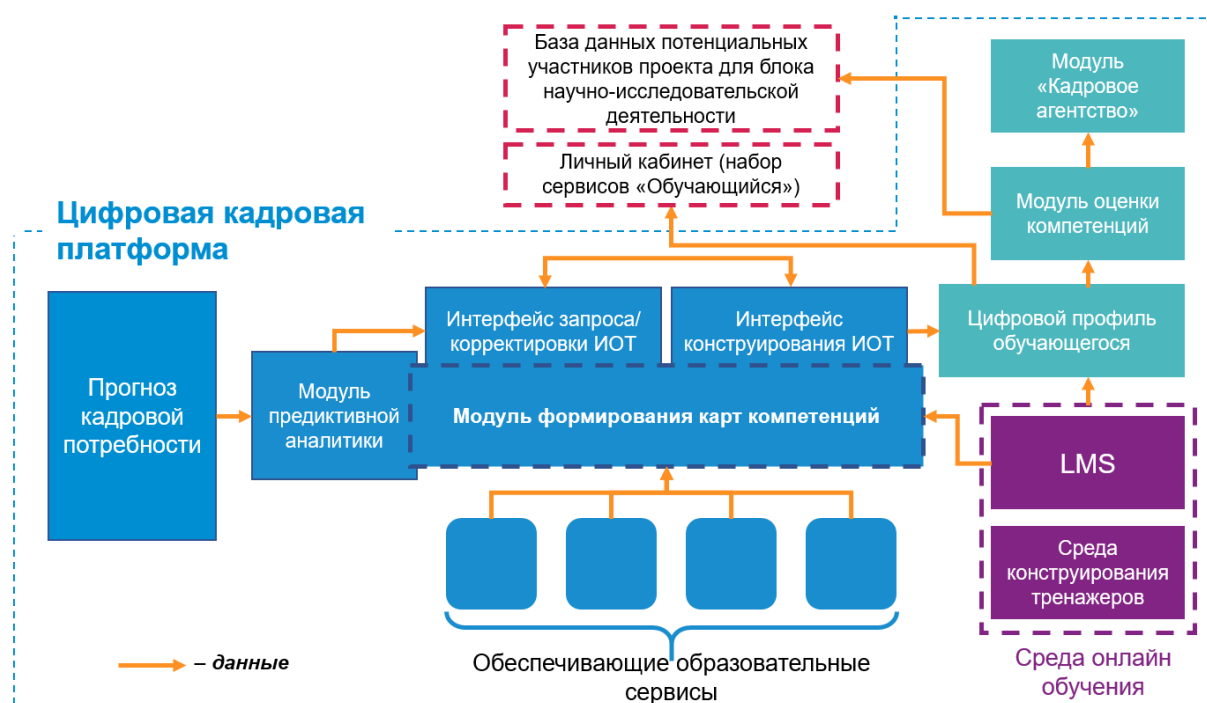 База данных потенциальных
участников проекта для блока
научно-исследовательской
деятельности
Личный кабинет (набор
сервисов «Обучающийся»)
Модуль
«Кадровое
агентство»
Модуль оценки
компетенций
Цифровая кадровая
платформа
Прогноз
кадровой
потребности
Модуль
предиктивной
аналитики
Интерфейс запроса/
корректировки ИОТ
Интерфейс
конструирования ИОТ
Цифровой профиль
обучающегося
Модуль формирования карт компетенций
LMS
Среда
конструирования
тренажеров
Среда онлайн
обучения
Обеспечивающие образовательные
сервисы
– данные